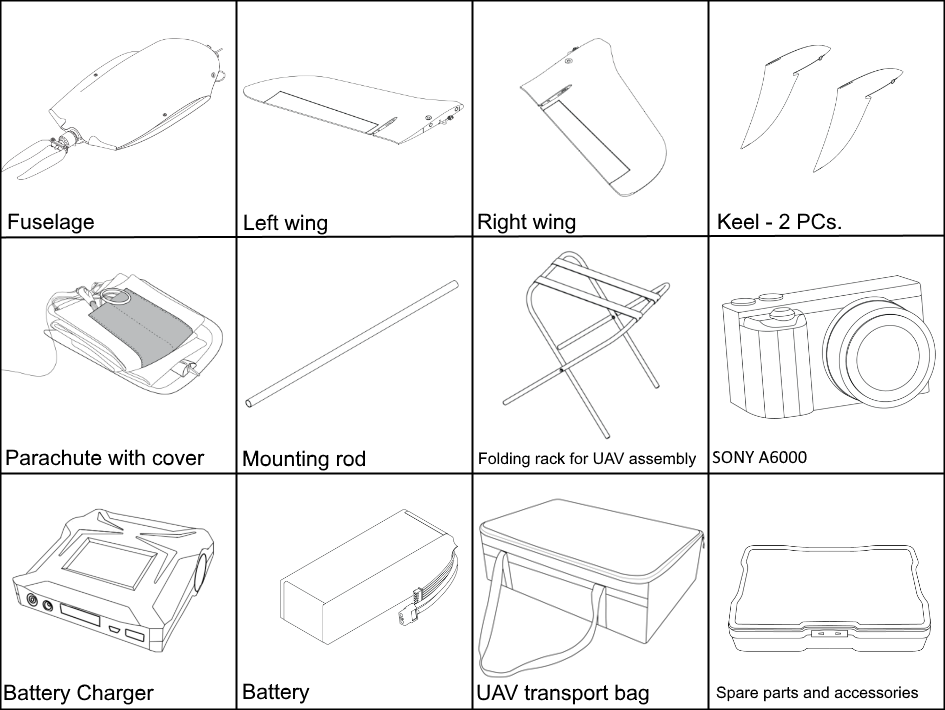 Fuselage
Left wing
Right wing
Keel - 2 PCs.
Parachute with cover
Mounting rod
Folding rack for UAV assembly
SONY A6000
Battery Charger
Battery
UAV transport bag
Spare parts and accessories